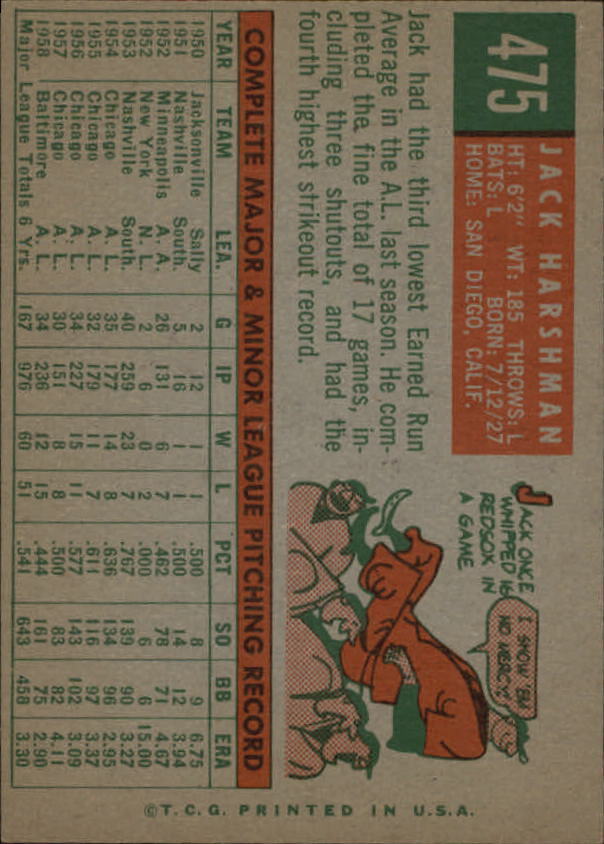 475
JACK HARSHMAN
HT: 6'2" WT: 185 THROWS: L
BATS: L BORN: 7/12/27
HOME: SAN DIEGO, CALIF.
Jack had the third lowest Earned Run
Average in the A.L. last season. He com-
pleted the fine total of 17 games, in-
cluding three shutouts, and had the
fourth highest strikeout record.
JACK ONCE
WHIPPED 16
REDSOX IN
A GAME
I SHOW 'EM
NO MERCY!
COMPLETE MAJOR & MINOR LEAGUE PITCHING RECORD
YEAR TEAM LEA. G IP W L PCT SO BB ERA
1950 Jacksonville Sally 2 12 1 1 .500 8 9 6.75
1951 Nashville South. 5 16 1 1 .500 14 12 3.94
1952 Minneapolis A. A. 26 131 6 7 .462 78 71 4.67
1952 New York N. L. 2 6 0 2 .000 6 6 15.00
1953 Nashville South. 40 259 23 7 .767 139 90 3.27
1954 Chicago A. L. 35 177 14 8 .636 134 96 2.95
1955 Chicago A. L. 32 179 11 7 .611 116 97 3.37
1956 Chicago A. L. 34 227 15 11 .577 143 102 3.09
1957 Chicago A. L. 30 151 8 8 .500 83 82 4.11
1958 Baltimore A. L. 34 236 12 15 .444 161 75 2.90
Major League Totals 6 Yrs. 167 976 60 51 .541 643 458 3.30
©T.C.G. PRINTED IN U.S.A.